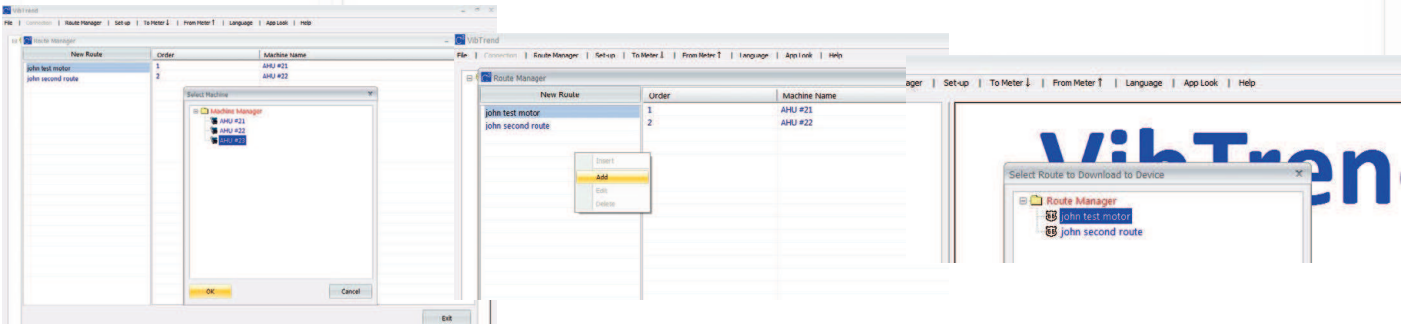 VibTrend
File | Connection | Route Manager | Set-up | To Meter↓ | From Meter↑ | Language | App Look | Help
Route Manager
New Route Order Machine Name
john test motor 1 AHU #21
john second route 2 AHU #22
Select Machine
Machine Manager
AHU #21
AHU #22
AHU #23
OK Cancel
Exit
VibTrend
File | Connection | Route Manager | Set-up | To Meter↓ | From Meter↑ | Language | App Look | Help
Route Manager
New Route Order Machine Name
john test motor 1 AHU #21
john second route 2 AHU #22
Insert
Add
Edit
Delete
ager | Set-up | To Meter↓ | From Meter↑ | Language | App Look | Help
VibTren
Select Route to Download to Device
Route Manager
john test motor
john second route